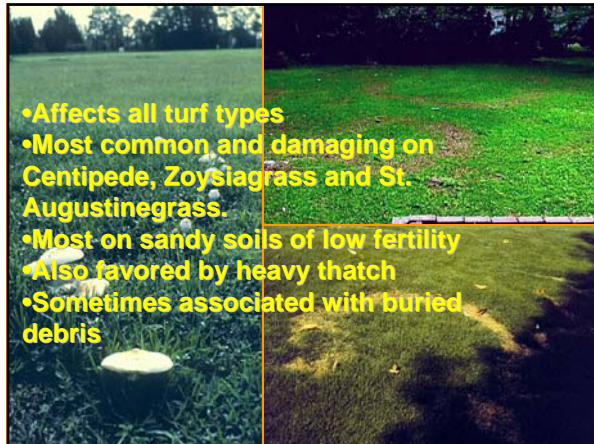 •Affects all turf types
•Most common and damaging on
Centipede, Zoysiagrass and St.
Augustinegrass.
•Most on sandy soils of low fertility
•Also favored by heavy thatch
•Sometimes associated with buried
debris